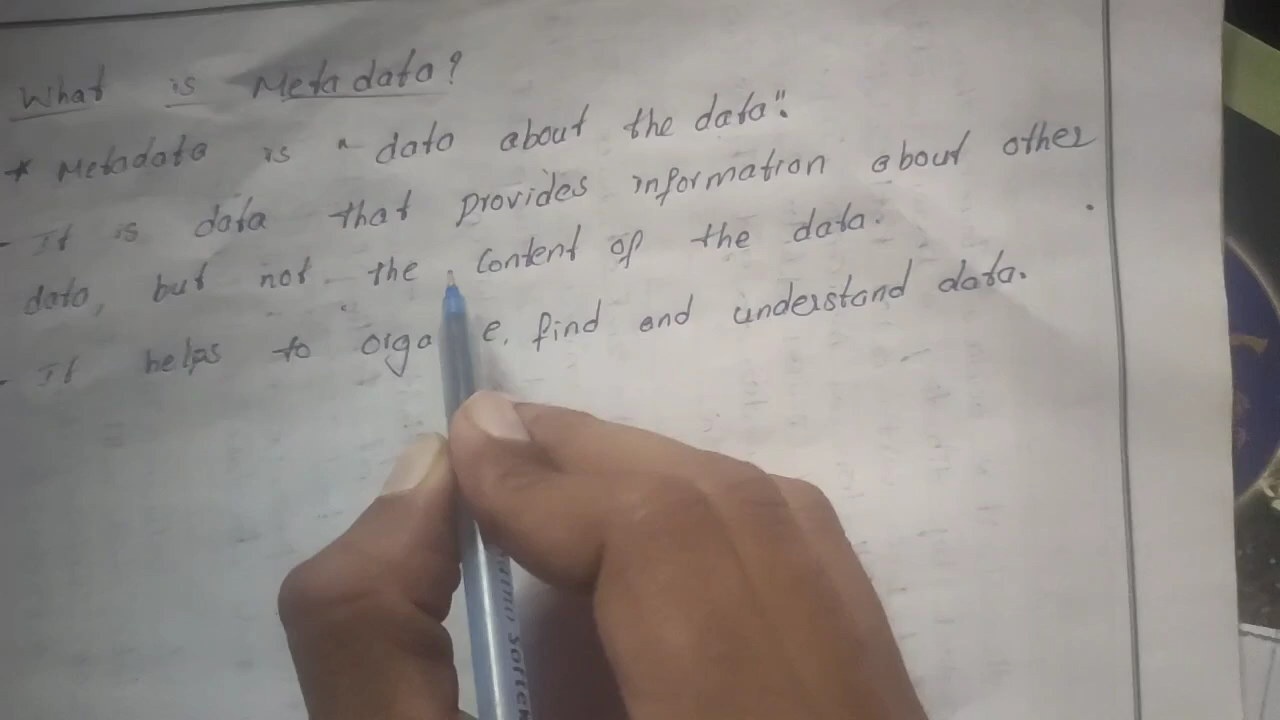 What is Metadata?
* Metadata is " data about the data".
- It is data that provides information about other
data, but not the content of the data.
- It helps to orga e, find and understand data.